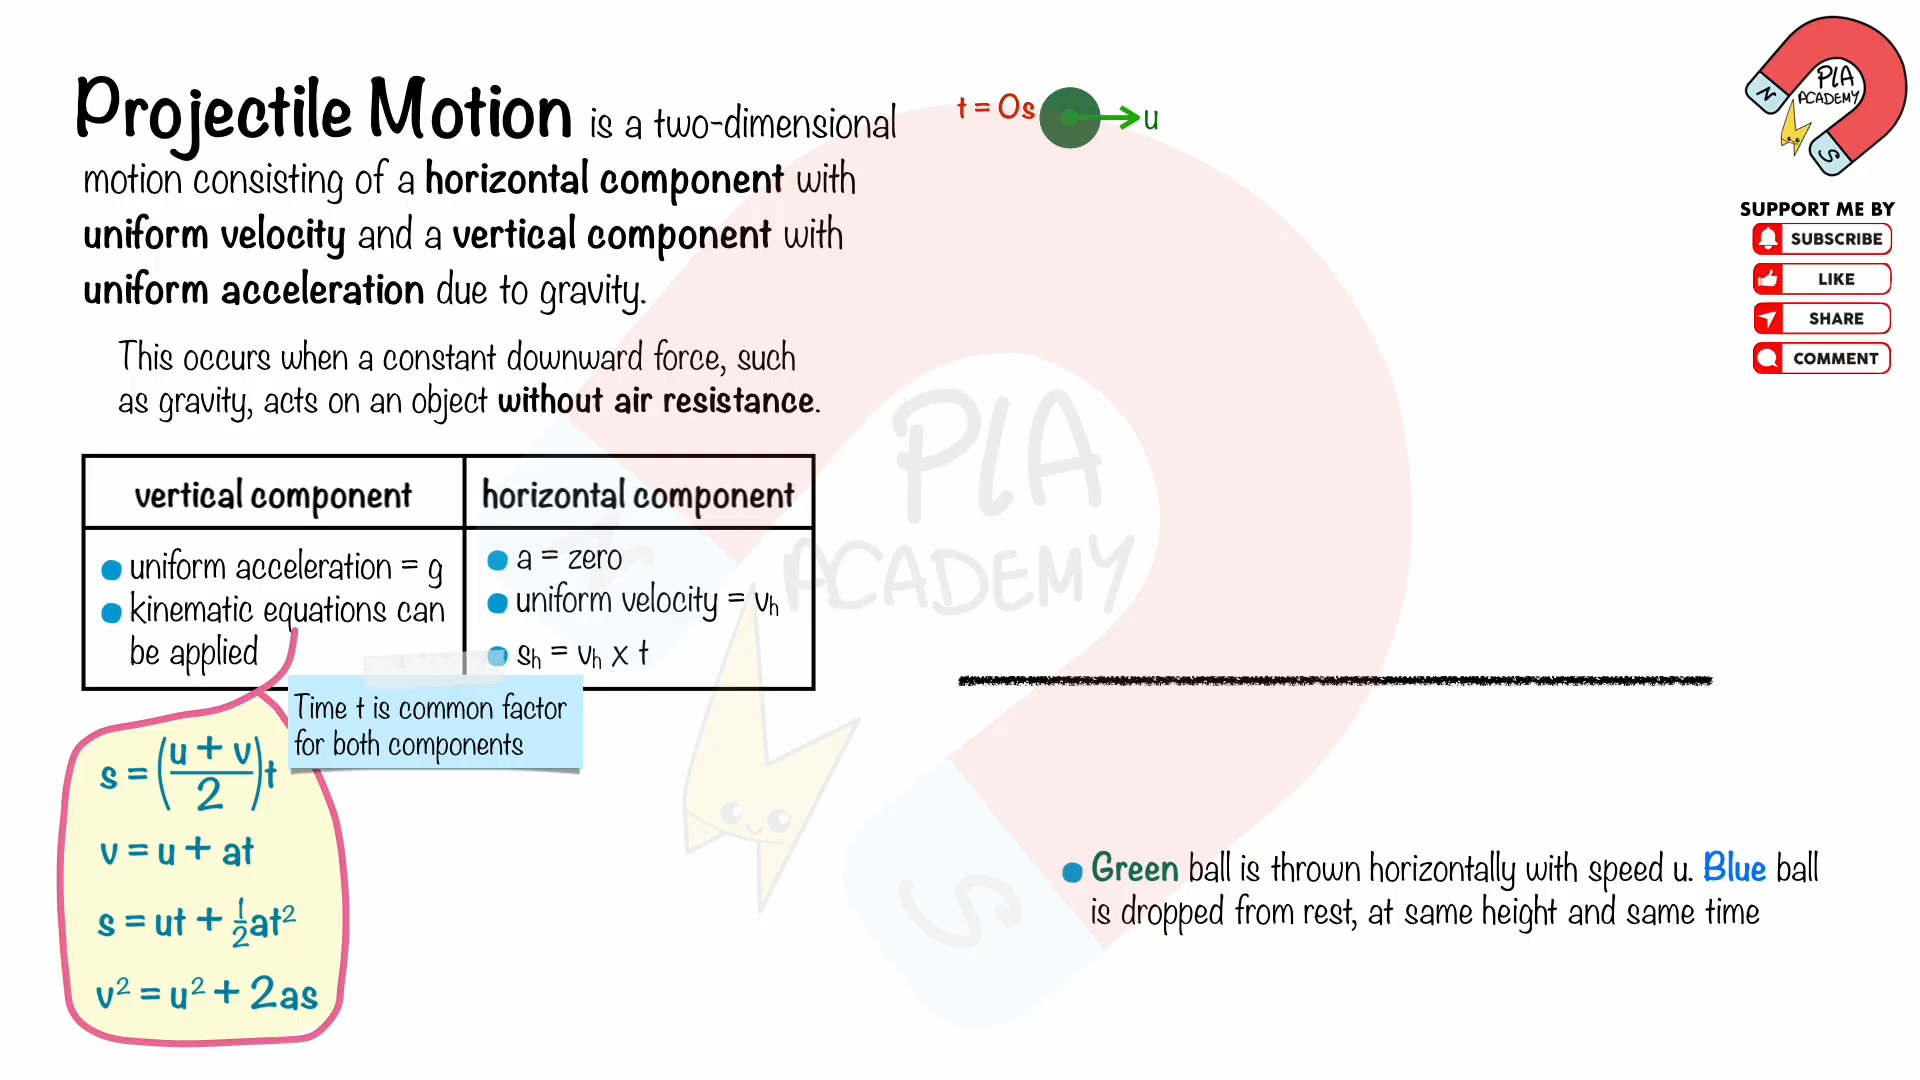 Projectile Motion is a two-dimensional
motion consisting of a horizontal component with
uniform velocity and a vertical component with
uniform acceleration due to gravity.
This occurs when a constant downward force, such
as gravity, acts on an object without air resistance.
vertical component
uniform acceleration = g
kinematic equations can
be applied
horizontal component
a = zero
uniform velocity = vₕ
sₕ = vₕ x t
Time t is common factor
for both components
s = (u + v / 2)t
v = u + at
s = ut + ½at²
v² = u² + 2as
t = 0s
u
Green ball is thrown horizontally with speed u. Blue ball
is dropped from rest, at same height and same time
PLA
ACADEMY
N
S
SUPPORT ME BY
SUBSCRIBE
LIKE
SHARE
COMMENT
PLA
ACADEMY
N
S